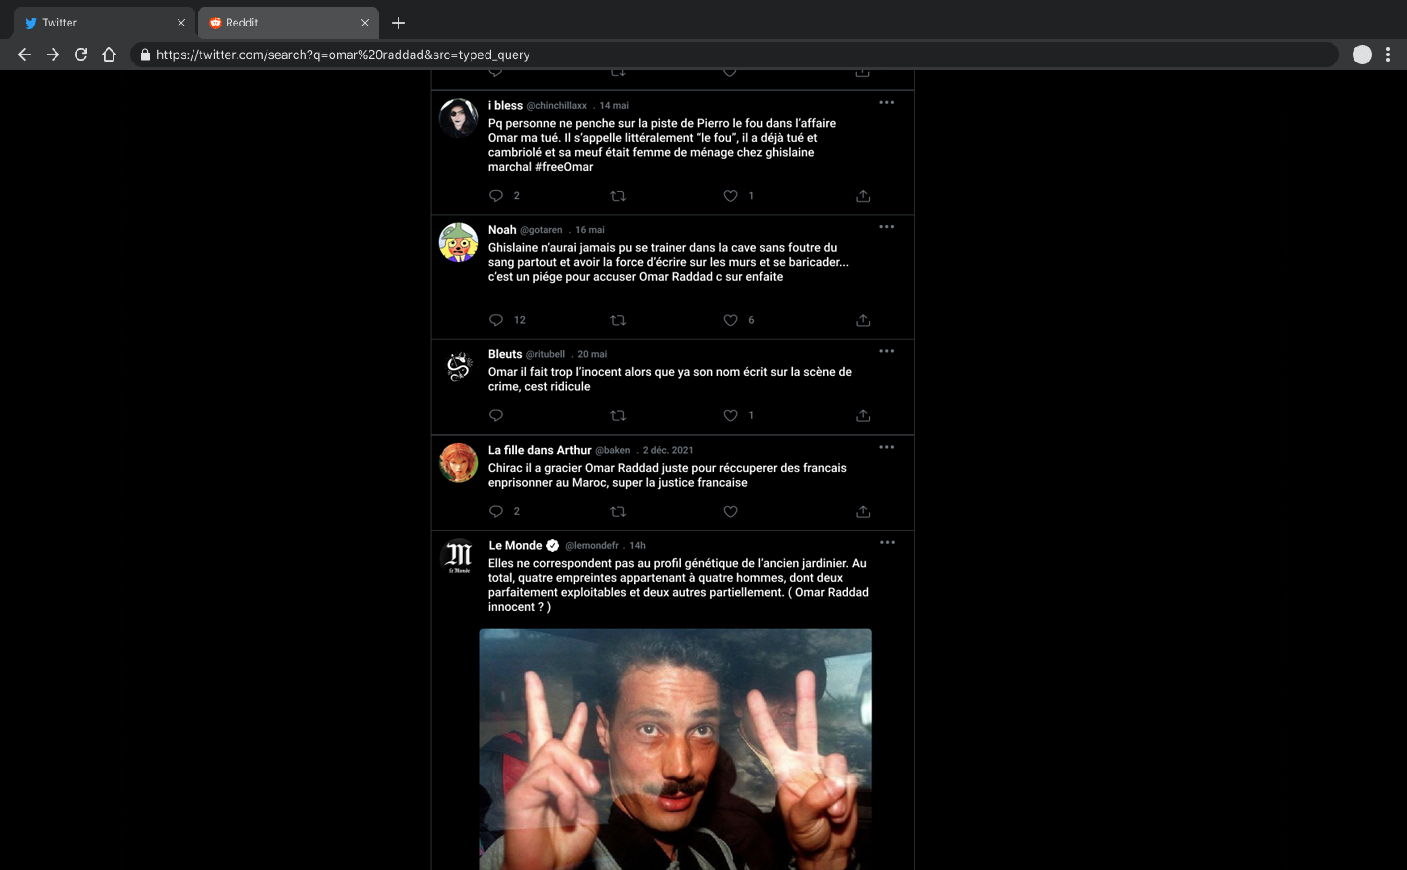 Twitter
Reddit
https://twitter.com/search?q=omar%20raddad&src=typed_query
i bless @chinchillaxx . 14 mai
Pq personne ne penche sur la piste de Pierro le fou dans l’affaire
Omar ma tué. Il s’appelle littéralement “le fou”, il a déjà tué et
cambriolé et sa meuf était femme de ménage chez ghislaine
marchal #freeOmar
2 1
Noah @gotaren . 16 mai
Ghislaine n’aurai jamais pu se trainer dans la cave sans foutre du
sang partout et avoir la force d’écrire sur les murs et se baricader...
c’est un piége pour accuser Omar Raddad c sur enfaite
12 6
Bleuts @ritubell . 20 mai
Omar il fait trop l’inocent alors que ya son nom écrit sur la scène de
crime, cest ridicule
1
La fille dans Arthur @baken . 2 déc. 2021
Chirac il a gracier Omar Raddad juste pour réccuperer des francais
enprisonner au Maroc, super la justice francaise
2
Le Monde @lemondefr . 14h
M
Le Monde
Elles ne correspondent pas au profil génétique de l’ancien jardinier. Au
total, quatre empreintes appartenant à quatre hommes, dont deux
parfaitement exploitables et deux autres partiellement. ( Omar Raddad
innocent ? )